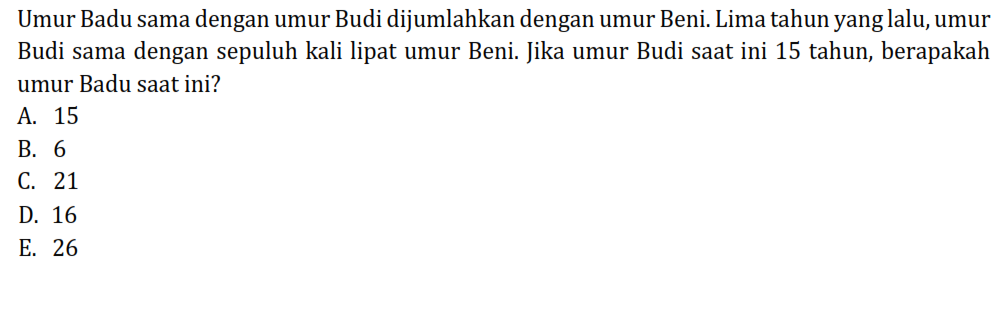 Umur Badu sama dengan umur Budi dijumlahkan dengan umur Beni. Lima tahun yang lalu, umur
Budi sama dengan sepuluh kali lipat umur Beni. Jika umur Budi saat ini 15 tahun, berapakah
umur Badu saat ini?
A. 15
B. 6
C. 21
D. 16
E. 26